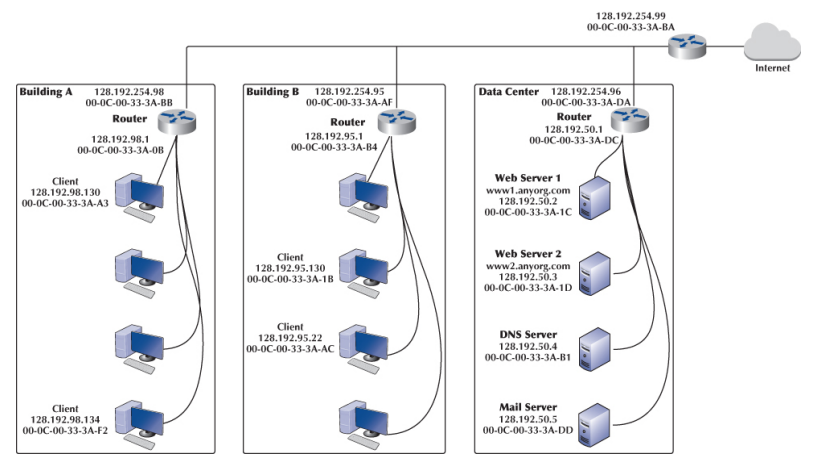 128.192.254.99
00-0C-00-33-3A-BA
Internet
Building A
128.192.254.98
00-0C-00-33-3A-BB
Router
128.192.98.1
00-0C-00-33-3A-0B
Client
128.192.98.130
00-0C-00-33-3A-A3
Client
128.192.98.134
00-0C-00-33-3A-F2
Building B
128.192.254.95
00-0C-00-33-3A-AF
Router
128.192.95.1
00-0C-00-33-3A-B4
Client
128.192.95.130
00-0C-00-33-3A-1B
Client
128.192.95.22
00-0C-00-33-3A-AC
Data Center
128.192.254.96
00-0C-00-33-3A-DA
Router
128.192.50.1
00-0C-00-33-3A-DC
Web Server 1
www1.anyorg.com
128.192.50.2
00-0C-00-33-3A-1C
Web Server 2
www2.anyorg.com
128.192.50.3
00-0C-00-33-3A-1D
DNS Server
128.192.50.4
00-0C-00-33-3A-B1
Mail Server
128.192.50.5
00-0C-00-33-3A-DD